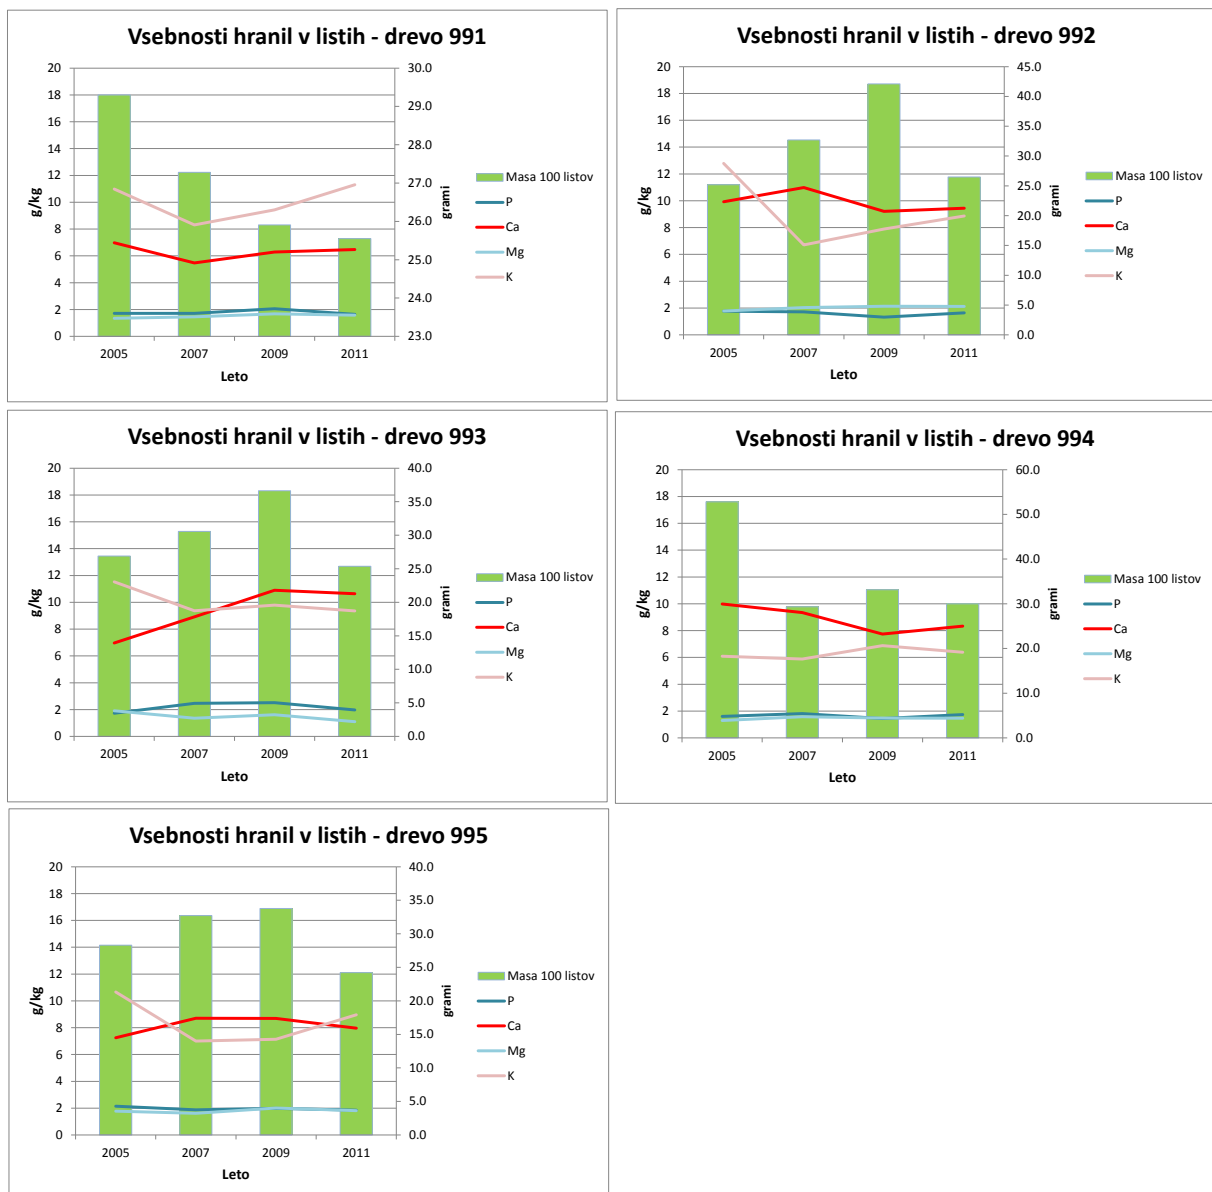 Vsebnosti hranil v listih - drevo 991
20
18
16
14
12
10
8
6
4
2
0
g/kg
30.0
29.0
28.0
27.0
26.0
25.0
24.0
23.0
grami
2005 2007 2009 2011
Leto
Masa 100 listov
P
Ca
Mg
K
Vsebnosti hranil v listih - drevo 992
20
18
16
14
12
10
8
6
4
2
0
g/kg
45.0
40.0
35.0
30.0
25.0
20.0
15.0
10.0
5.0
0.0
grami
2005 2007 2009 2011
Leto
Masa 100 listov
P
Ca
Mg
K
Vsebnosti hranil v listih - drevo 993
20
18
16
14
12
10
8
6
4
2
0
g/kg
40.0
35.0
30.0
25.0
20.0
15.0
10.0
5.0
0.0
grami
2005 2007 2009 2011
Leto
Masa 100 listov
P
Ca
Mg
K
Vsebnosti hranil v listih - drevo 994
20
18
16
14
12
10
8
6
4
2
0
g/kg
60.0
50.0
40.0
30.0
20.0
10.0
0.0
grami
2005 2007 2009 2011
Leto
Masa 100 listov
P
Ca
Mg
K
Vsebnosti hranil v listih - drevo 995
20
18
16
14
12
10
8
6
4
2
0
g/kg
40.0
35.0
30.0
25.0
20.0
15.0
10.0
5.0
0.0
grami
2005 2007 2009 2011
Leto
Masa 100 listov
P
Ca
Mg
K